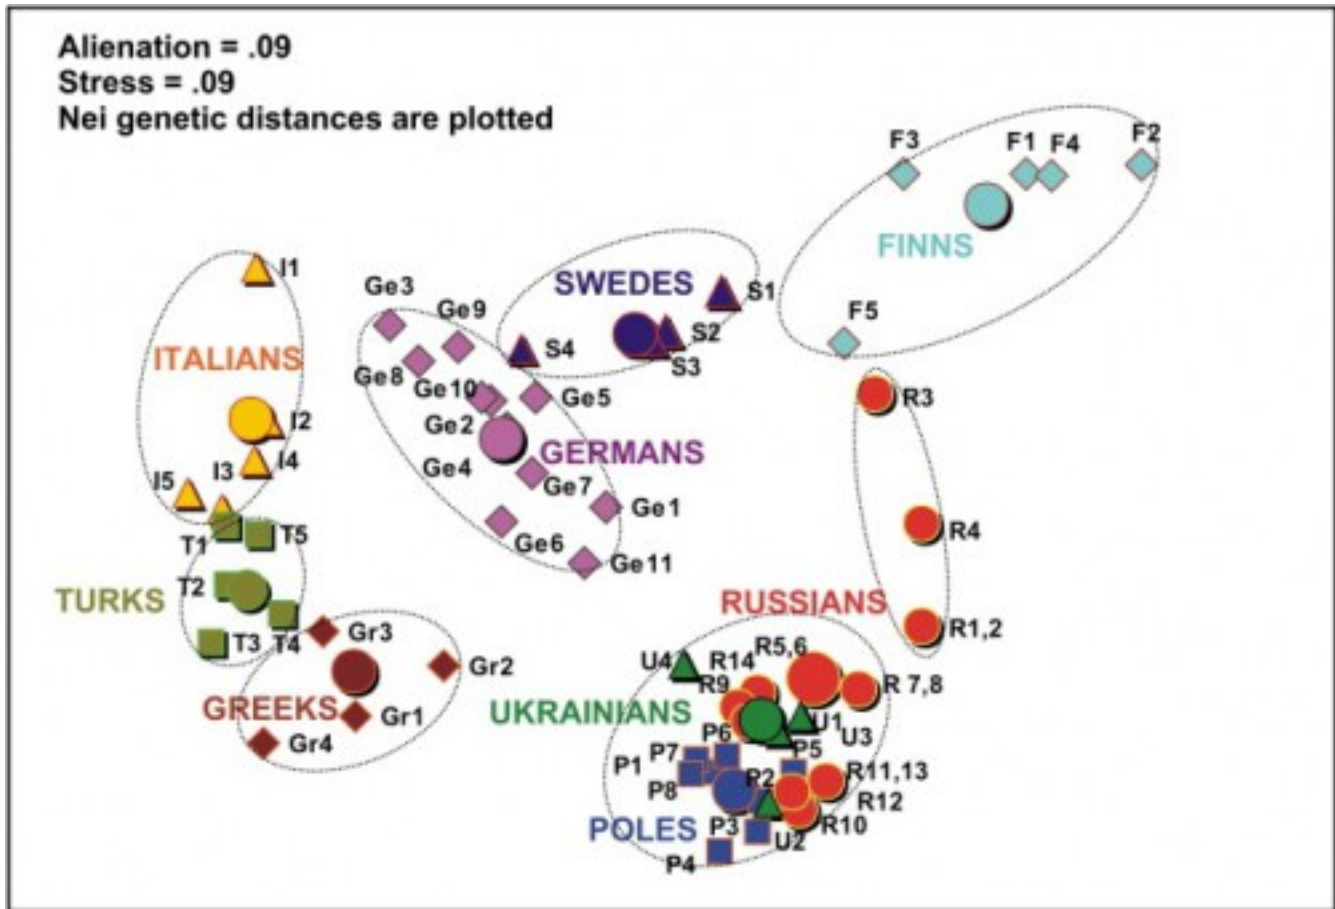 Alienation = .09
Stress = .09
Nei genetic distances are plotted
F3
F1
F4
F2
FINNS
F5
I1
ITALIANS
I2
I4
I3
I5
Ge3
Ge9
SWEDES
S1
S2
S3
S4
Ge8
Ge10
Ge5
Ge2
GERMANS
Ge4
Ge7
Ge1
Ge6
Ge11
R3
R4
R1,2
RUSSIANS
T1
T5
T2
TURKS
T3
T4
Gr3
Gr2
GREEKS
Gr1
Gr4
U4
R14
R5,6
R9
R 7,8
UKRAINIANS
U1
U3
P6
P7
P5
P1
P8
P2
R11,13
R12
R10
POLES
P3
U2
P4